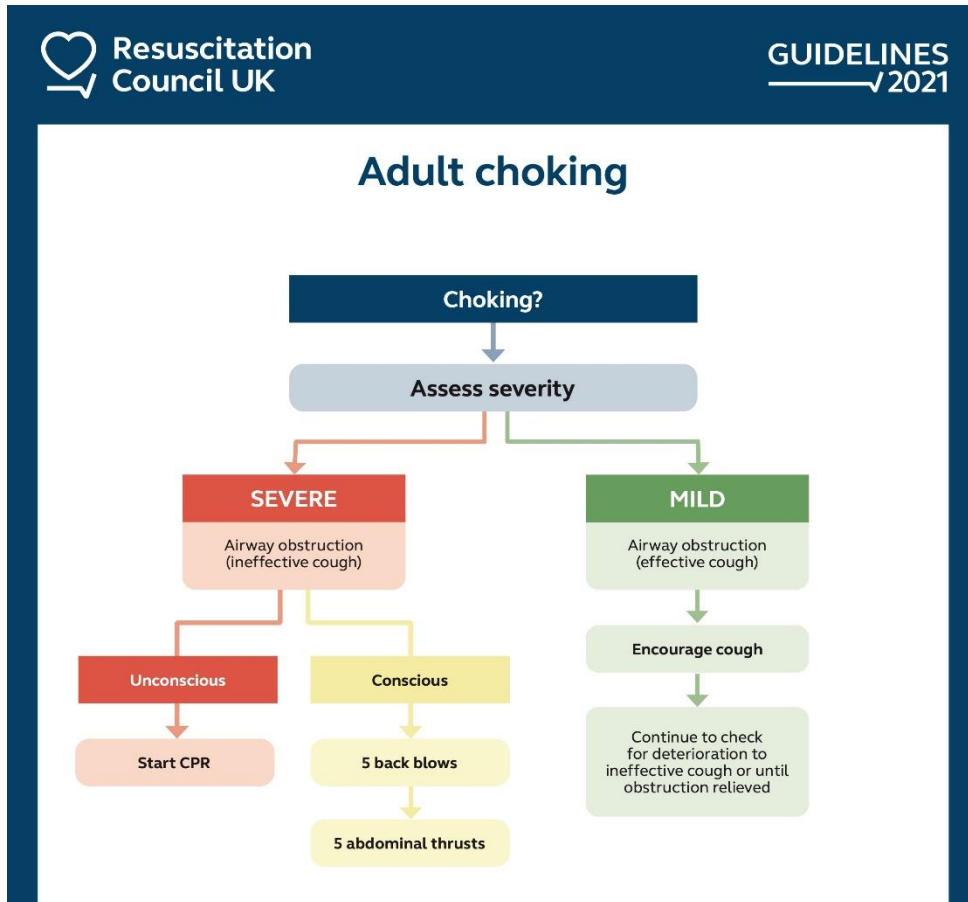 Resuscitation
Council UK
GUIDELINES
2021
Adult choking
Choking?
Assess severity
SEVERE
Airway obstruction
(ineffective cough)
MILD
Airway obstruction
(effective cough)
Unconscious
Start CPR
Conscious
5 back blows
5 abdominal thrusts
Encourage cough
Continue to check
for deterioration to
ineffective cough or until
obstruction relieved